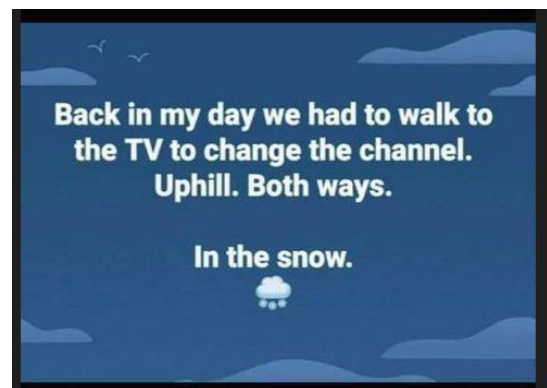 Back in my day we had to walk to
the TV to change the channel.
Uphill. Both ways.
In the snow.